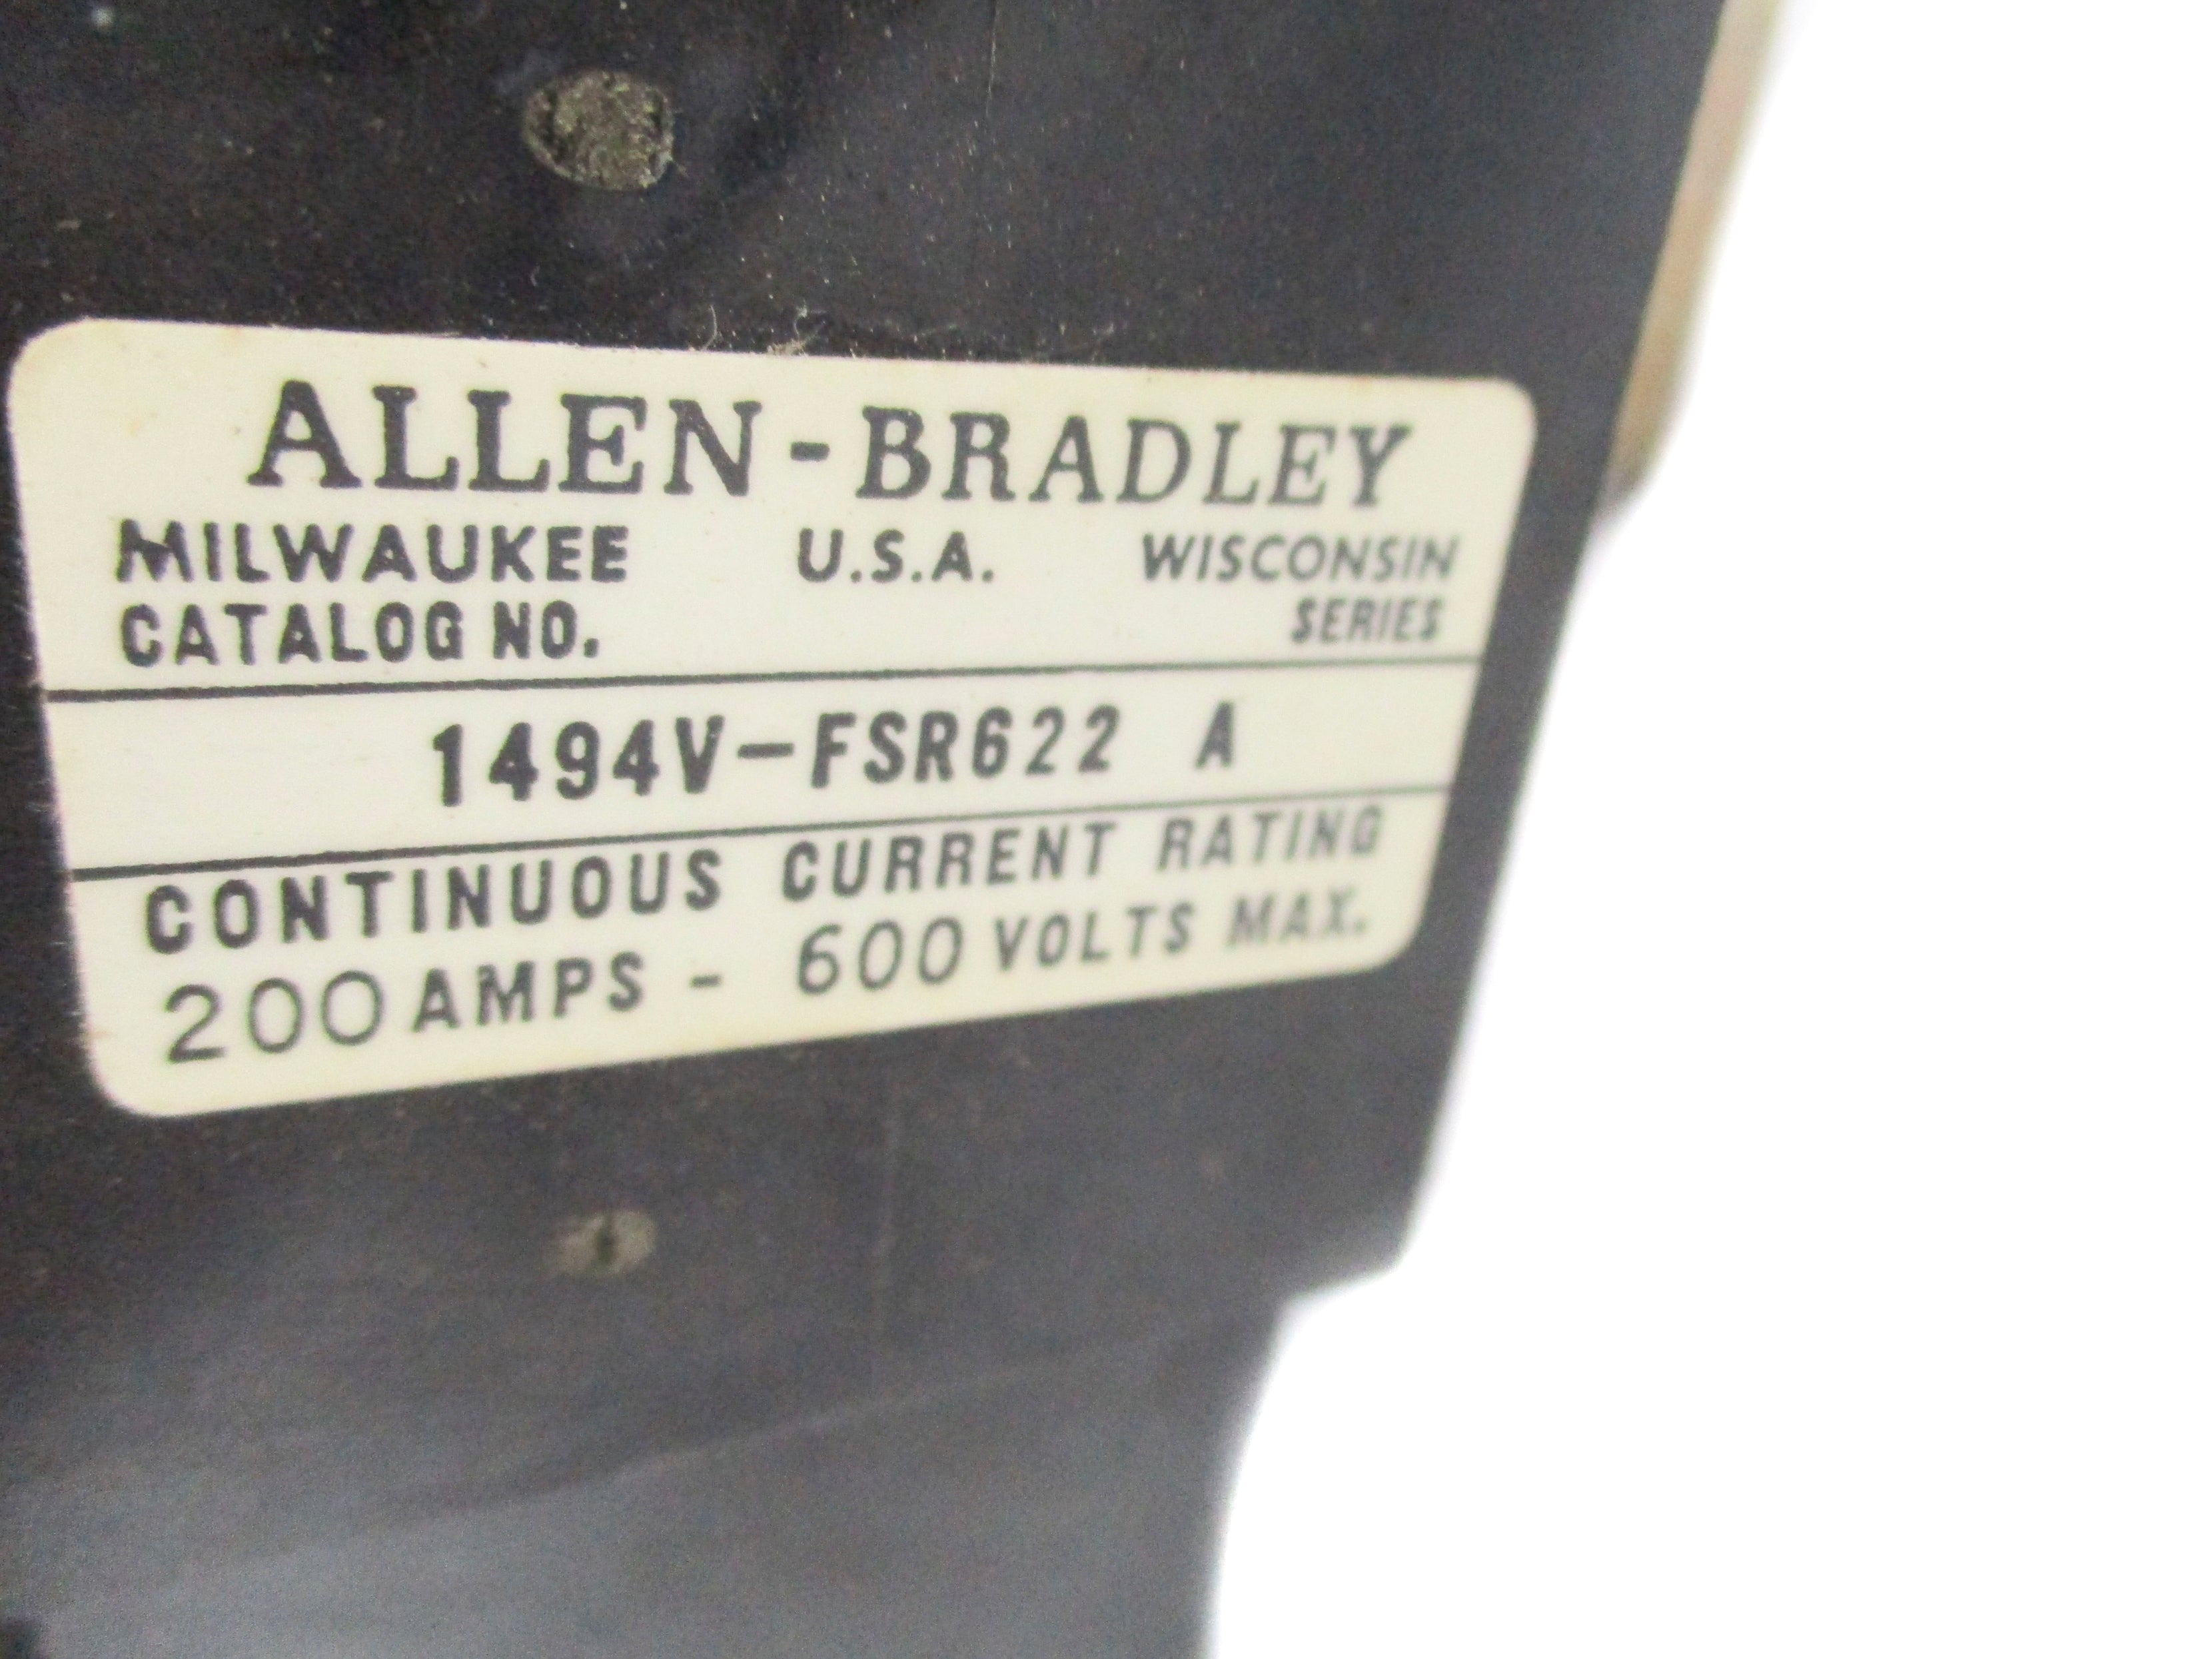 ALLEN-BRADLEY
MILWAUKEE U.S.A. WISCONSIN
CATALOG NO. SERIES
1494V-FSR622 A
CONTINUOUS CURRENT RATING
200 AMPS - 600 VOLTS MAX.